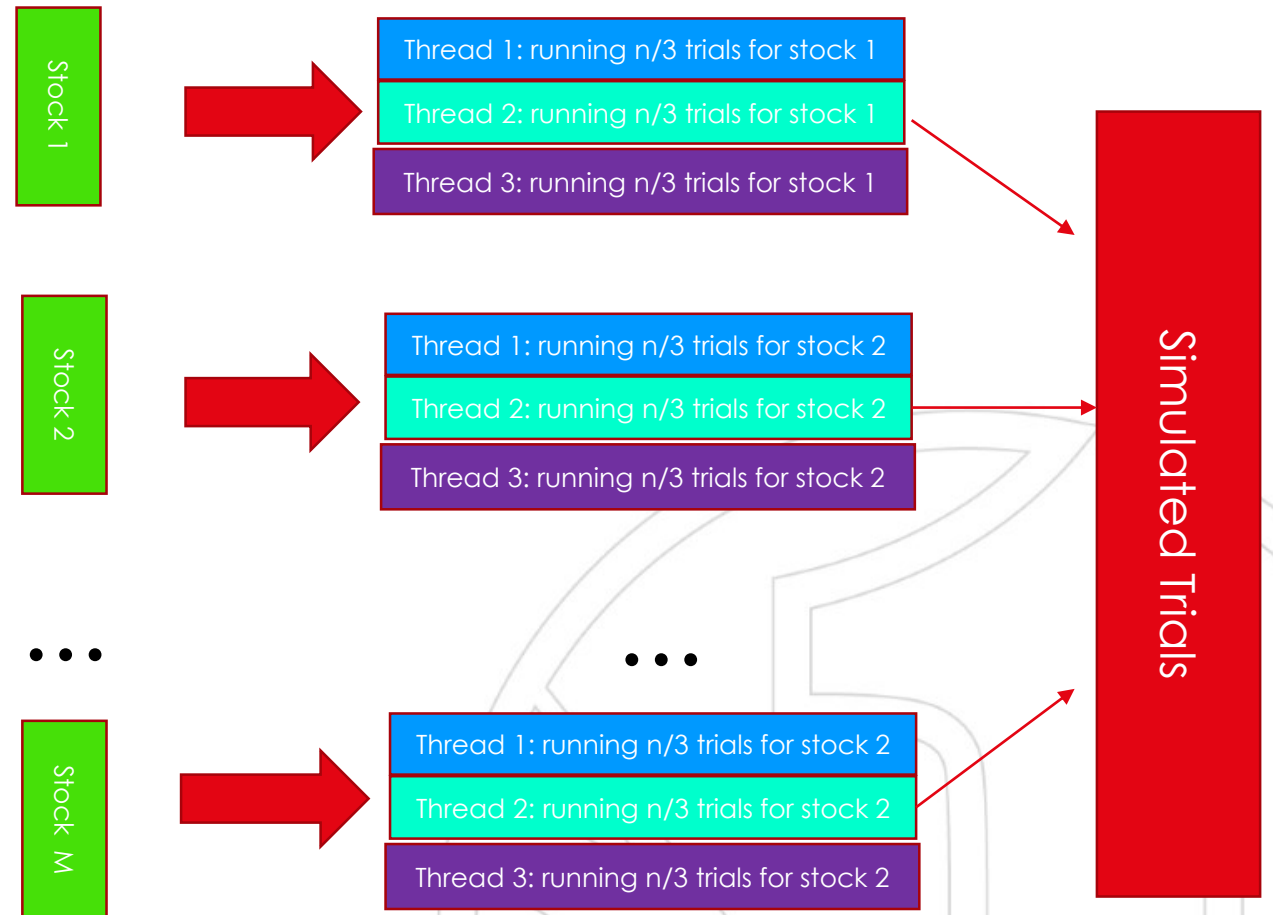 Stock 1
Thread 1: running n/3 trials for stock 1
Thread 2: running n/3 trials for stock 1
Thread 3: running n/3 trials for stock 1
Stock 2
Thread 1: running n/3 trials for stock 2
Thread 2: running n/3 trials for stock 2
Thread 3: running n/3 trials for stock 2
...
...
Stock M
Thread 1: running n/3 trials for stock 2
Thread 2: running n/3 trials for stock 2
Thread 3: running n/3 trials for stock 2
Simulated Trials